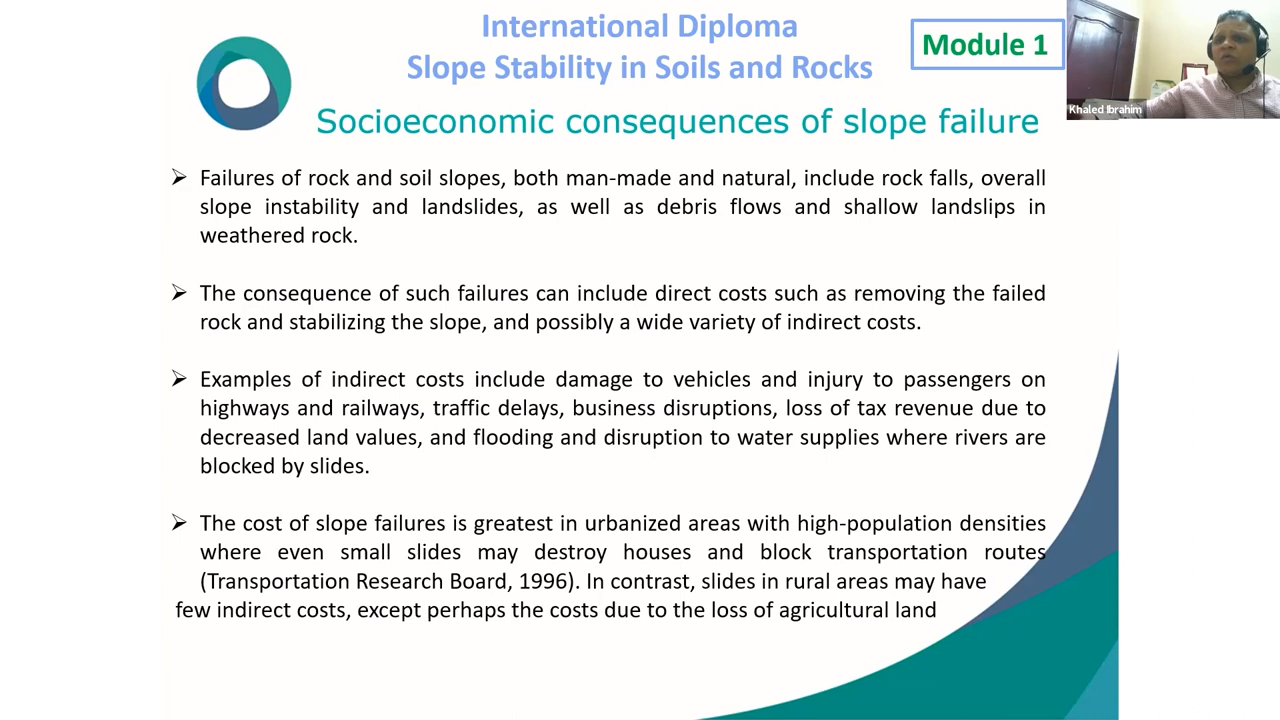 International Diploma
Slope Stability in Soils and Rocks
Module 1
Khaled Ibrahim
Socioeconomic consequences of slope failure
➢ Failures of rock and soil slopes, both man-made and natural, include rock falls, overall
slope instability and landslides, as well as debris flows and shallow landslips in
weathered rock.
➢ The consequence of such failures can include direct costs such as removing the failed
rock and stabilizing the slope, and possibly a wide variety of indirect costs.
➢ Examples of indirect costs include damage to vehicles and injury to passengers on
highways and railways, traffic delays, business disruptions, loss of tax revenue due to
decreased land values, and flooding and disruption to water supplies where rivers are
blocked by slides.
➢ The cost of slope failures is greatest in urbanized areas with high-population densities
where even small slides may destroy houses and block transportation routes
(Transportation Research Board, 1996). In contrast, slides in rural areas may have
few indirect costs, except perhaps the costs due to the loss of agricultural land